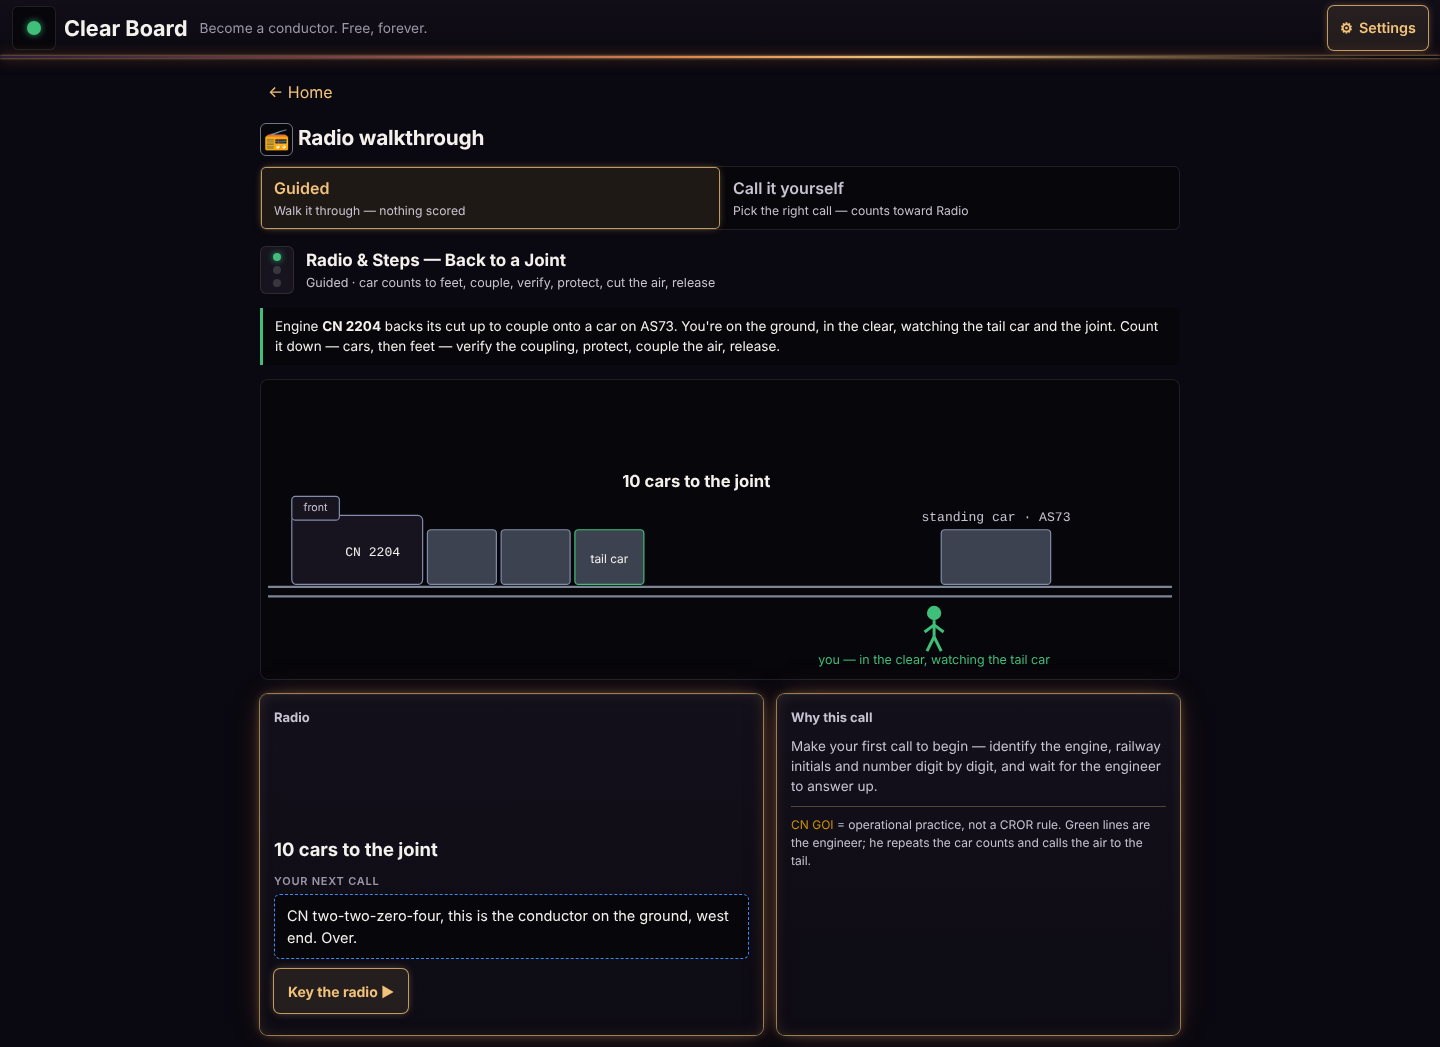 Clear Board
Become a conductor. Free, forever.
⚙ Settings
← Home
Radio walkthrough
Guided
Walk it through — nothing scored
Call it yourself
Pick the right call — counts toward Radio
Radio & Steps — Back to a Joint
Guided · car counts to feet, couple, verify, protect, cut the air, release
Engine CN 2204 backs its cut up to couple onto a car on AS73. You're on the ground, in the clear, watching the tail car and the joint. Count
it down — cars, then feet — verify the coupling, protect, couple the air, release.
10 cars to the joint
front
CN 2204
tail car
standing car · AS73
you — in the clear, watching the tail car
Radio
10 cars to the joint
YOUR NEXT CALL
CN two-two-zero-four, this is the conductor on the ground, west
end. Over.
Key the radio ▶
Why this call
Make your first call to begin — identify the engine, railway
initials and number digit by digit, and wait for the engineer
to answer up.
CN GOI = operational practice, not a CROR rule. Green lines are
the engineer; he repeats the car counts and calls the air to the
tail.